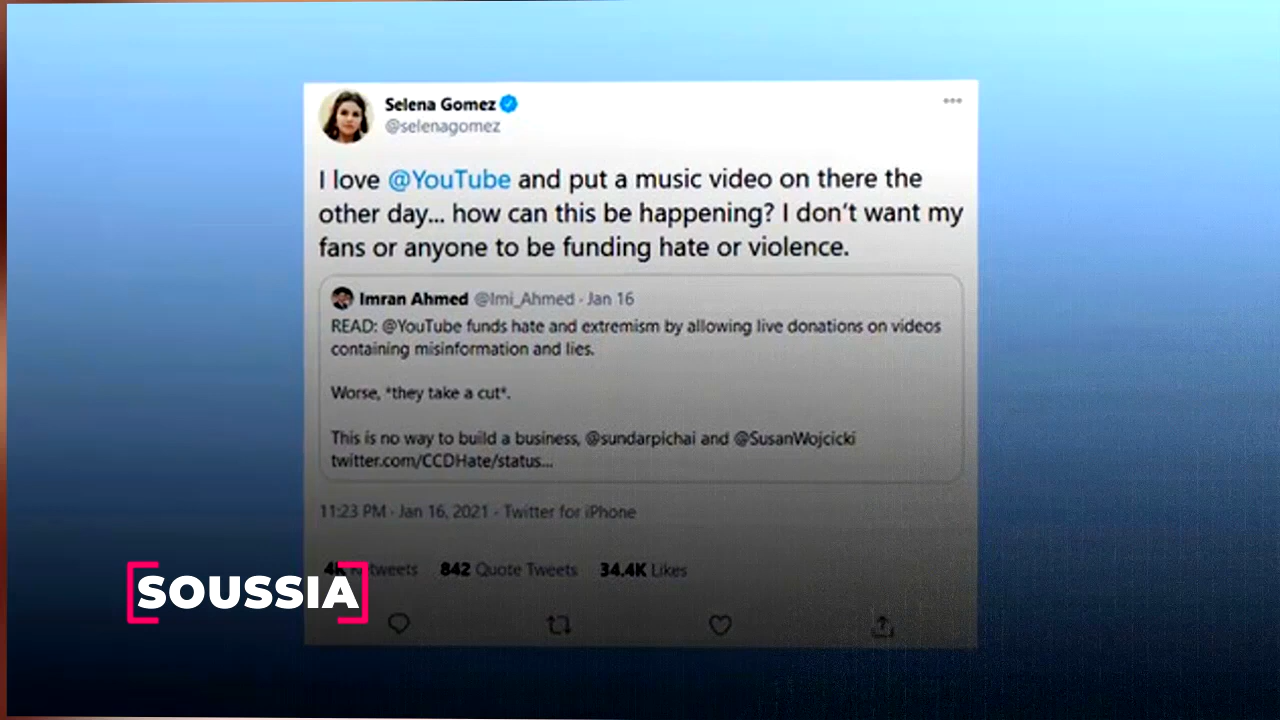 Selena Gomez
@selenagomez
I love @YouTube and put a music video on there the
other day... how can this be happening? I don't want my
fans or anyone to be funding hate or violence.
Imran Ahmed @Imi_Ahmed · Jan 16
READ: @YouTube funds hate and extremism by allowing live donations on videos
containing misinformation and lies.
Worse, *they take a cut*.
This is no way to build a business, @sundarpichai and @SusanWojcicki
twitter.com/CCDHate/status...
11:23 PM · Jan 16, 2021 · Twitter for iPhone
4K Retweets 842 Quote Tweets 34.4K Likes
SOUSSIA